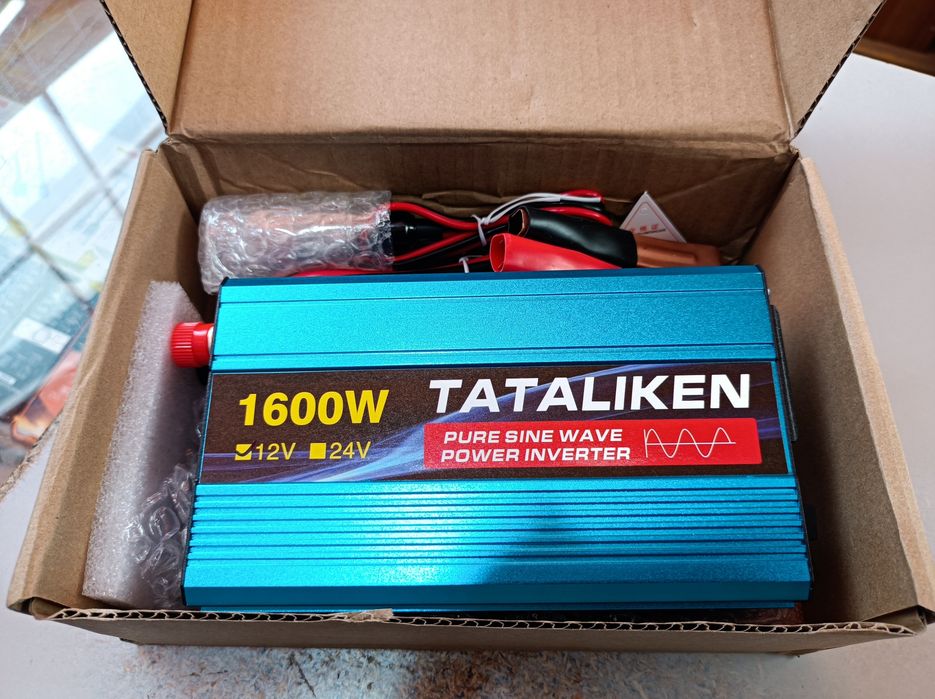 1600W
TATALIKEN
12V 24V
PURE SINE WAVE
POWER INVERTER